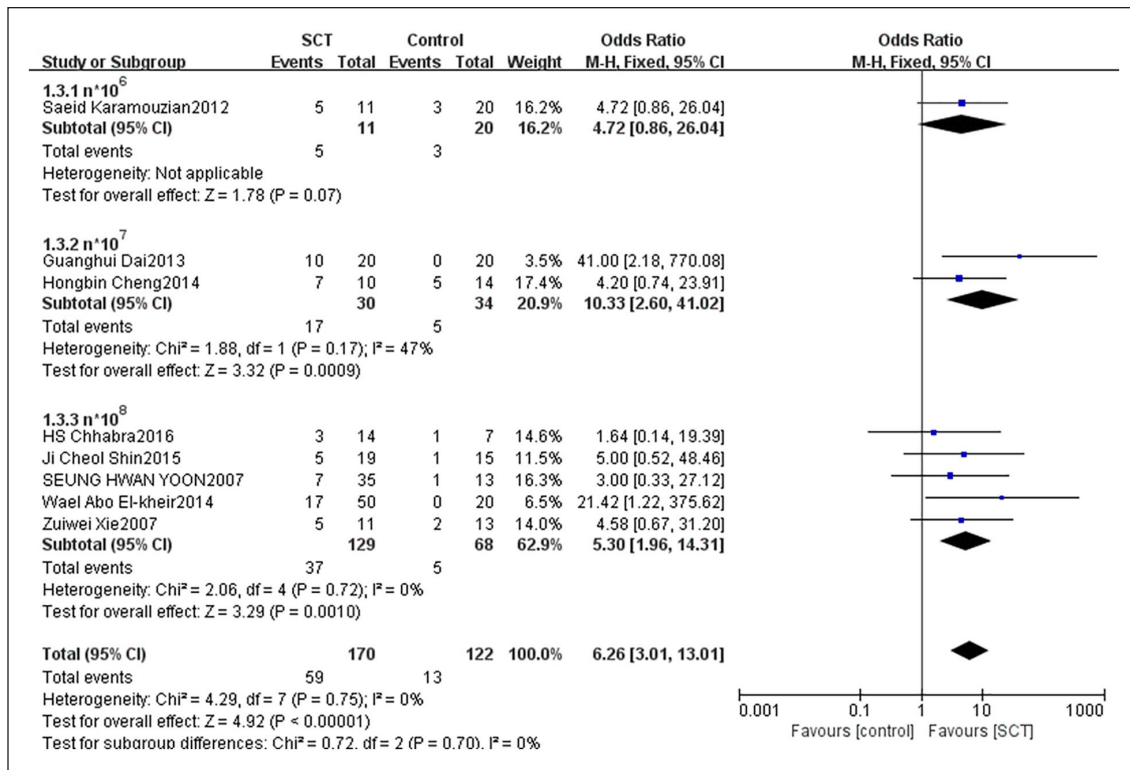 SCT Control Odds Ratio Odds Ratio
Study or Subgroup Events Total Events Total Weight M-H, Fixed, 95% CI M-H, Fixed, 95% CI
1.3.1 n*10^6
Saeid Karamouzian2012 5 11 3 20 16.2% 4.72 [0.86, 26.04]
Subtotal (95% CI) 11 20 16.2% 4.72 [0.86, 26.04]
Total events 5 3
Heterogeneity: Not applicable
Test for overall effect: Z = 1.78 (P = 0.07)
1.3.2 n*10^7
Guanghui Dai2013 10 20 0 20 3.5% 41.00 [2.18, 770.08]
Hongbin Cheng2014 7 10 5 14 17.4% 4.20 [0.74, 23.91]
Subtotal (95% CI) 30 34 20.9% 10.33 [2.60, 41.02]
Total events 17 5
Heterogeneity: Chi² = 1.88, df = 1 (P = 0.17); I² = 47%
Test for overall effect: Z = 3.32 (P = 0.0009)
1.3.3 n*10^8
HS Chhabra2016 3 14 1 7 14.6% 1.64 [0.14, 19.39]
Ji Cheol Shin2015 5 19 1 15 11.5% 5.00 [0.52, 48.46]
SEUNG HWAN YOON2007 7 35 1 13 16.3% 3.00 [0.33, 27.12]
Wael Abo El-kheir2014 17 50 0 20 6.5% 21.42 [1.22, 375.62]
Zuiwei Xie2007 5 11 2 13 14.0% 4.58 [0.67, 31.20]
Subtotal (95% CI) 129 68 62.9% 5.30 [1.96, 14.31]
Total events 37 5
Heterogeneity: Chi² = 2.06, df = 4 (P = 0.72); I² = 0%
Test for overall effect: Z = 3.29 (P = 0.0010)
Total (95% CI) 170 122 100.0% 6.26 [3.01, 13.01]
Total events 59 13
Heterogeneity: Chi² = 4.29, df = 7 (P = 0.75); I² = 0%
Test for overall effect: Z = 4.92 (P < 0.00001)
Test for subgroup differences: Chi² = 0.72, df = 2 (P = 0.70), I² = 0%
0.001 0.1 1 10 1000
Favours [control] Favours [SCT]